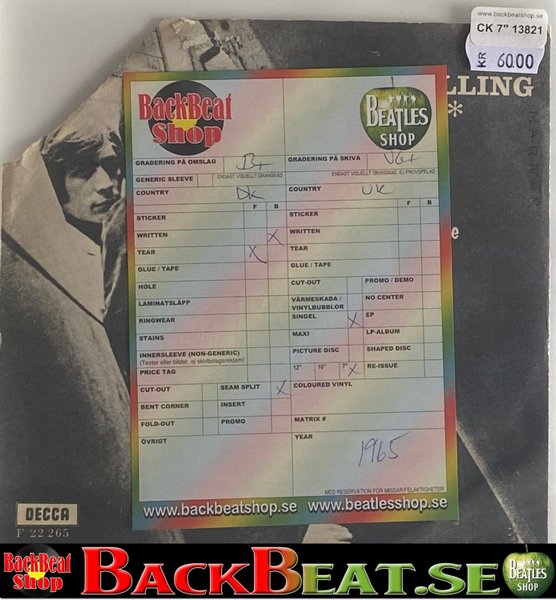 www.backbeatshop.se
CK 7" 13821
KR 60.00
LLING
*
e
BackBeat
Shop
BEATLES
SHOP
GRADERING PÅ OMSLAG B+
GRADERING PÅ SKIVA VG+
GENERIC SLEEVE
ENDAST VISUELLT GRANSKAD
ENDAST VISUELLT GRANSKAD, EJ PROVSPELAD
COUNTRY DK
COUNTRY UK
F B
F B
STICKER
STICKER
WRITTEN X
WRITTEN
TEAR X
TEAR
GLUE / TAPE
GLUE / TAPE
HOLE
CUT-OUT
PROMO / DEMO
LAMINATSLÄPP
VÄRMESKADA /
VINYLBUBBLOR
NO CENTER
RINGWEAR
SINGEL X
EP
STAINS
MAXI
LP-ALBUM
INNERSLEEVE (NON-GENERIC)
/Texter eller bilder, ej skivbolagsreklam)
PICTURE DISC
SHAPED DISC
PRICE TAG
12" 10" 7" X
RE-ISSUE
CUT-OUT
SEAM SPLIT X
COLOURED VINYL
BENT CORNER
INSERT
FOLD-OUT
PROMO
MATRIX #
ÖVRIGT
YEAR
1965
MED RESERVATION FÖR MISSAR/FELAKTIGHETER
www.backbeatshop.se www.beatlesshop.se
DECCA
F 22265
BackBeat
Shop
BACKBEAT.SE
BEATLES
SHOP